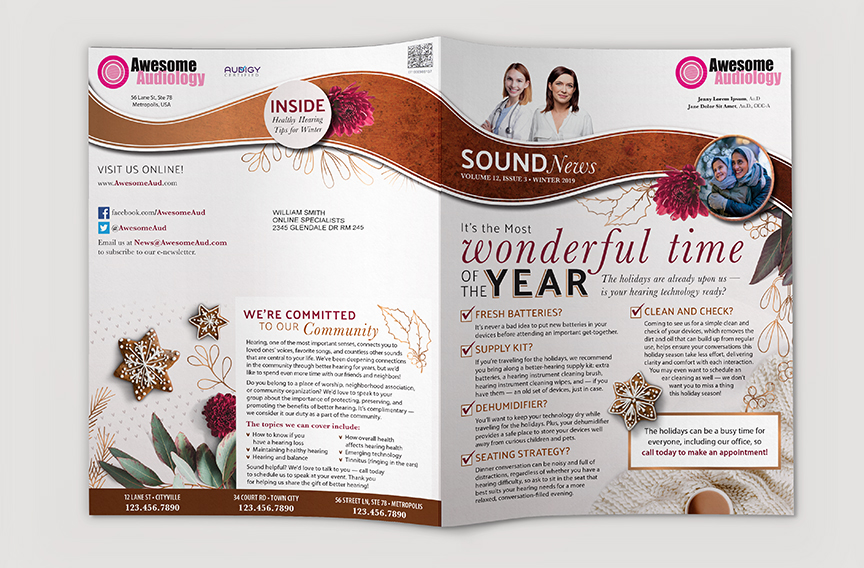 Awesome
Audiology
56 Lane St, Ste 78
Metropolis, USA
AUDIGY
CERTIFIED
INSIDE
Healthy Hearing
Tips for Winter
VISIT US ONLINE!
www.AwesomeAud.com
facebook.com/AwesomeAud
@AwesomeAud
Email us at News@AwesomeAud.com
to subscribe to our e-newsletter.
WILLIAM SMITH
ONLINE SPECIALISTS
2345 GLENDALE DR RM 245
WE'RE COMMITTED
TO OUR Community
Hearing, one of the most important senses, connects you to
loved ones' voices, favorite songs, and countless other sounds
that are central to your life. We've been deepening connections
in the community through better hearing for years, but we'd
like to spend even more time with our friends and neighbors!
Do you belong to a place of worship, neighborhood association,
or community organization? We'd love to speak to your
group about the importance of protecting, preserving, and
promoting the benefits of better hearing. It's complimentary —
we consider it our duty as a part of the community.
The topics we can cover include:
How to know if you
have a hearing loss
Maintaining healthy hearing
Hearing and balance
How overall health
affects hearing health
Emerging technology
Tinnitus (ringing in the ears)
Sound helpful? We'd love to talk to you — call today
to schedule us to speak at your event. Thank you
for helping us share the gift of better hearing!
12 LANE ST • CITYVILLE
123.456.7890
34 COURT RD • TOWN CITY
123.456.7890
56 STREET LN, STE 78 • METROPOLIS
123.456.7890
Awesome
Audiology
Jenny Lorem Ipsum, Au.D
Jane Dolor Sit Amet, Au.D., CCC-A
SOUND News
VOLUME 12, ISSUE 3 • WINTER 2019
It's the Most
wonderful time
OF THE YEAR
The holidays are already upon us —
is your hearing technology ready?
FRESH BATTERIES?
It's never a bad idea to put new batteries in your
devices before attending an important get-together.
SUPPLY KIT?
If you're traveling for the holidays, we recommend
you bring along a better-hearing supply kit: extra
batteries, a hearing instrument cleaning brush,
hearing instrument cleaning wipes, and — if you
have them — an old set of devices, just in case.
DEHUMIDIFIER?
You'll want to keep your technology dry while
traveling for the holidays. Plus, your dehumidifier
provides a safe place to store your devices well
away from curious children and pets.
SEATING STRATEGY?
Dinner conversation can be noisy and full of
distractions, regardless of whether you have a
hearing difficulty, so ask to sit in the seat that
best suits your hearing needs for a more
relaxed, conversation-filled evening.
CLEAN AND CHECK?
Coming to see us for a simple clean and
check of your devices, which removes the
dirt and oil that can build up from regular
use, helps ensure your conversations this
holiday season take less effort, delivering
clarity and comfort with each interaction.
You may even want to schedule an
ear cleaning as well — we don't
want you to miss a thing
this holiday season!
The holidays can be a busy time for
everyone, including our office, so
call today to make an appointment!